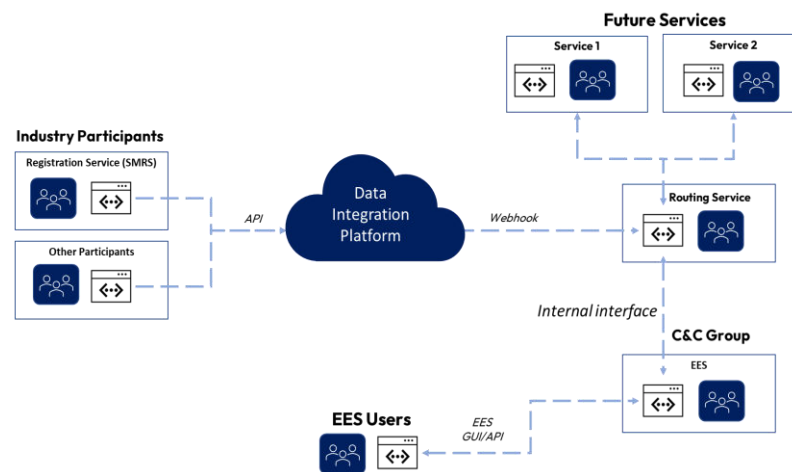 Future Services
Service 1
Service 2
Industry Participants
Registration Service (SMRS)
Other Participants
API
Data
Integration
Platform
Webhook
Routing Service
Internal interface
C&C Group
EES
EES Users
EES
GUI/API